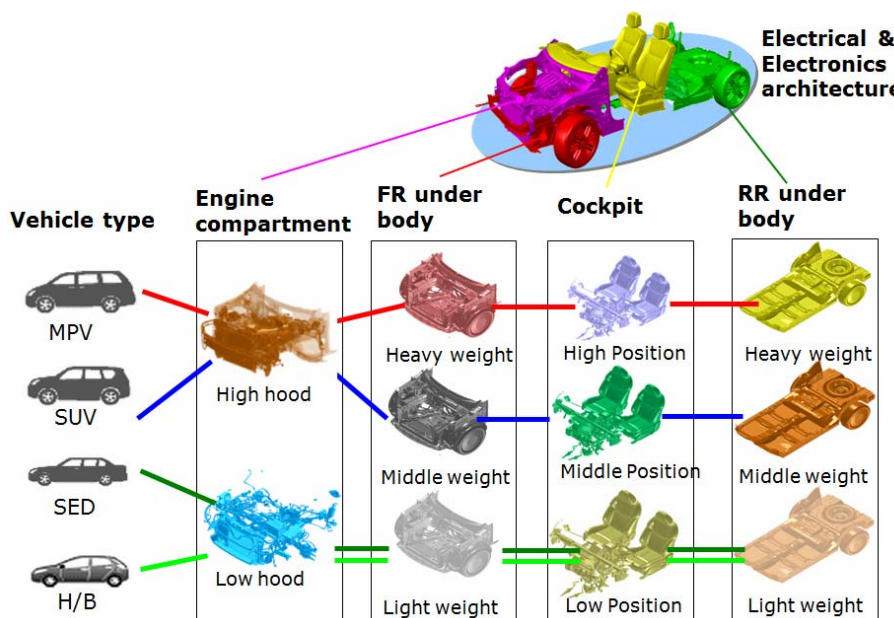 Electrical &
Electronics
architecture
Vehicle type
Engine
compartment
FR under
body
Cockpit
RR under
body
MPV
SUV
SED
H/B
High hood
Low hood
Heavy weight
Middle weight
Light weight
High Position
Middle Position
Low Position
Heavy weight
Middle weight
Light weight